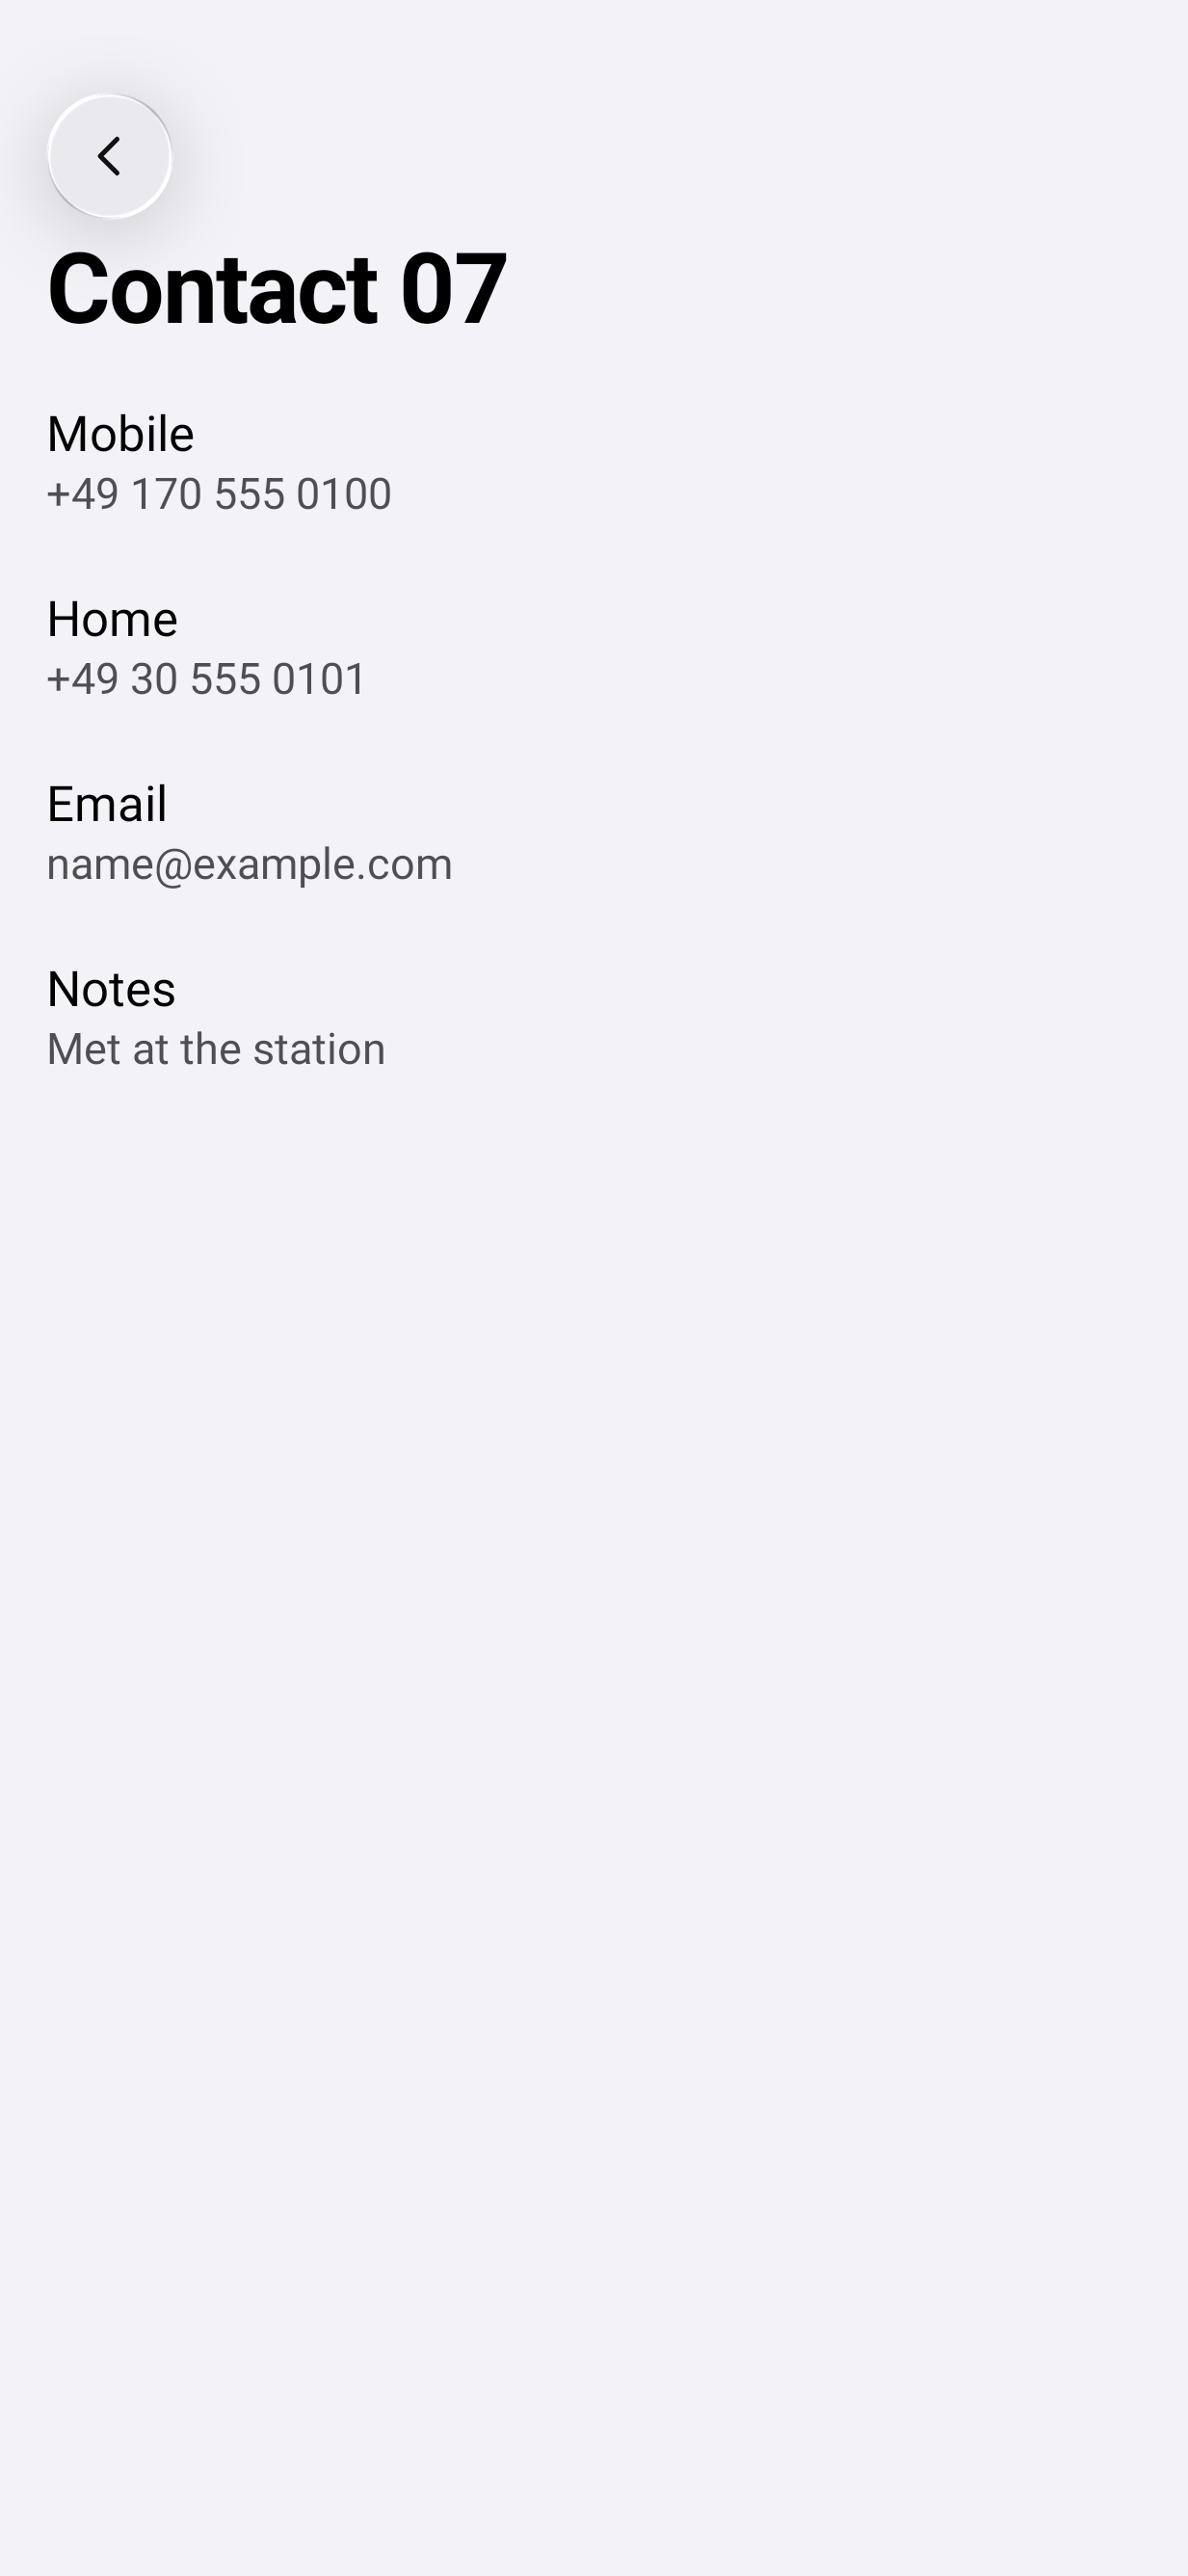 Contact 07
Mobile
+49 170 555 0100
Home
+49 30 555 0101
Email
name@example.com
Notes
Met at the station